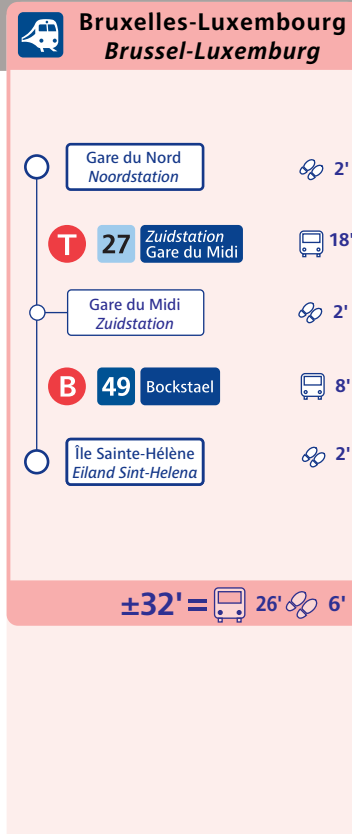 Bruxelles-Luxembourg
Brussel-Luxemburg
Gare du Nord
Noordstation
2'
T 27 Zuidstation
Gare du Midi
18'
Gare du Midi
Zuidstation
2'
B 49 Bockstael
8'
Île Sainte-Hélène
Eiland Sint-Helena
2'
±32' = 26' 6'